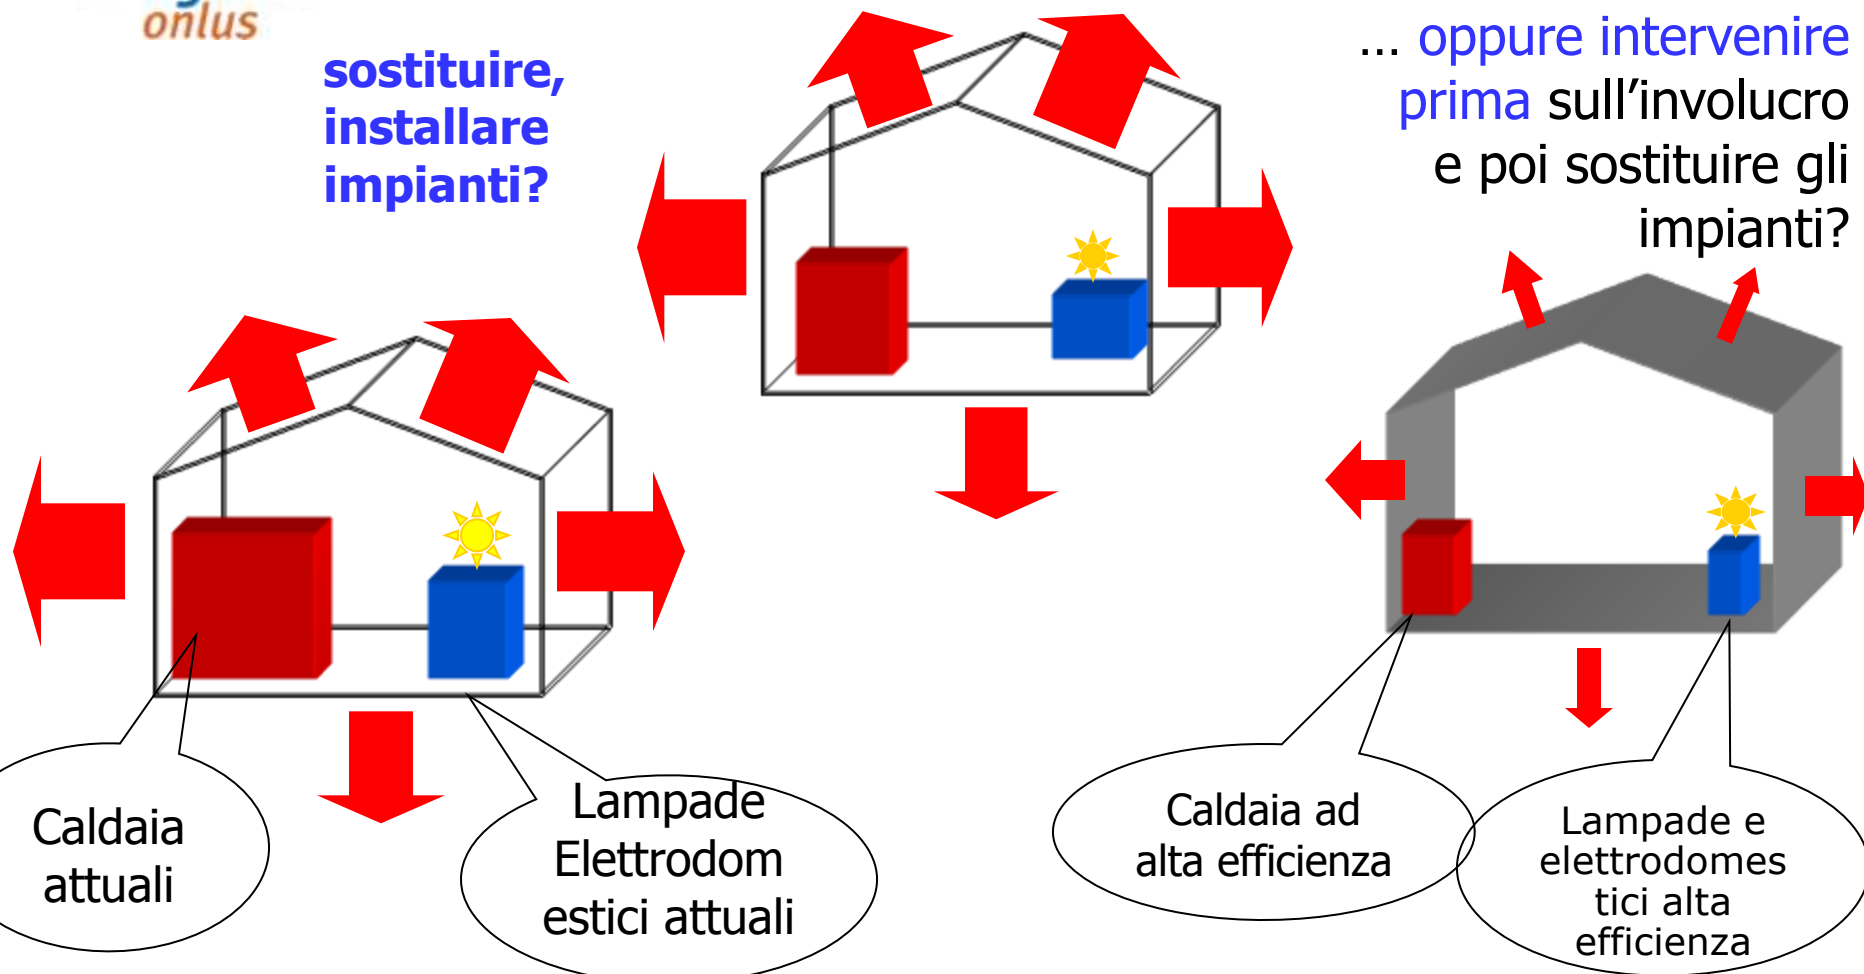 onlus
sostituire,
installare
impianti?
... oppure intervenire
prima sull'involucro
e poi sostituire gli
impianti?
Caldaia
attuali
Lampade
Elettrodom
estici attuali
Caldaia ad
alta efficienza
Lampade e
elettrodomes
tici alta
efficienza